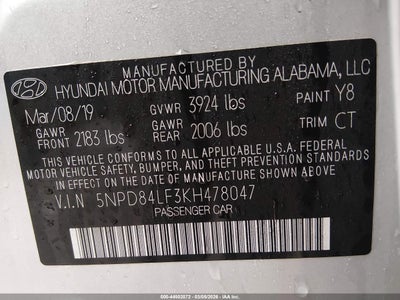 MANUFACTURED BY
HYUNDAI MOTOR MANUFACTURING ALABAMA, LLC
Mar/08/19 GVWR 3924 lbs PAINT Y8
GAWR FRONT 2183 lbs GAWR REAR 2006 lbs TRIM CT
THIS VEHICLE CONFORMS TO ALL APPLICABLE U.S.A. FEDERAL
MOTOR VEHICLE SAFETY, BUMPER, AND THEFT PREVENTION STANDARDS
IN EFFECT ON THE DATE OF MANUFACTURE SHOWN ABOVE.
V.I.N 5NPD84LF3KH478047
PASSENGER CAR